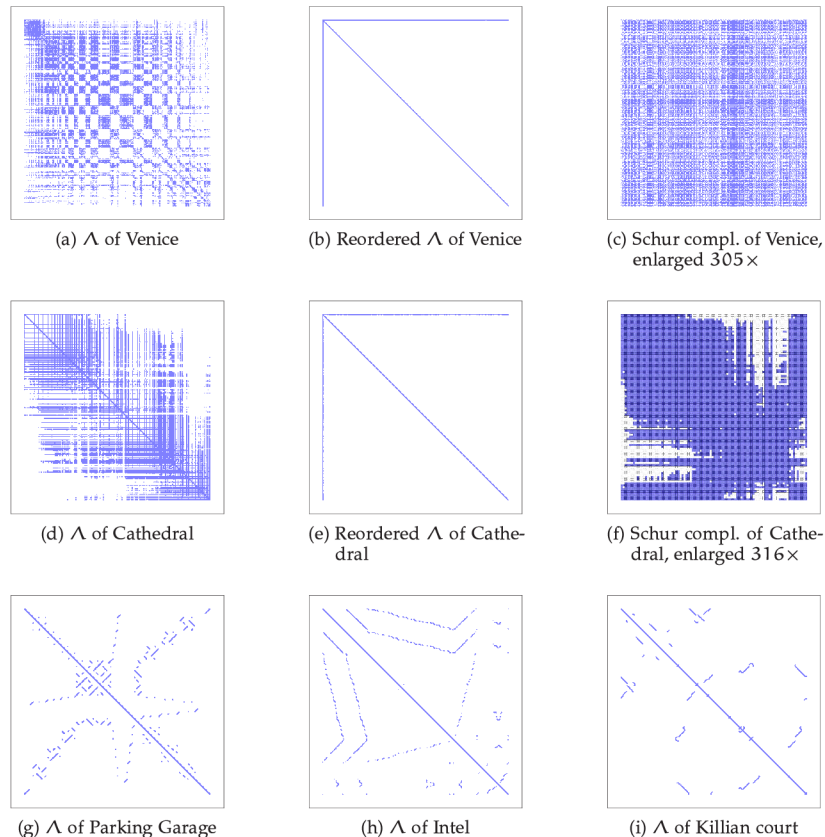 (a) Λ of Venice
(b) Reordered Λ of Venice
(c) Schur compl. of Venice,
enlarged 305×
(d) Λ of Cathedral
(e) Reordered Λ of Cathe-
dral
(f) Schur compl. of Cathe-
dral, enlarged 316×
(g) Λ of Parking Garage
(h) Λ of Intel
(i) Λ of Killian court